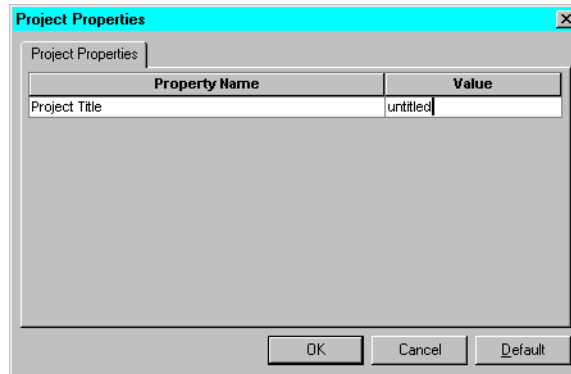 Project Properties
Project Properties
Property Name Value
Project Title untitled
OK Cancel Default